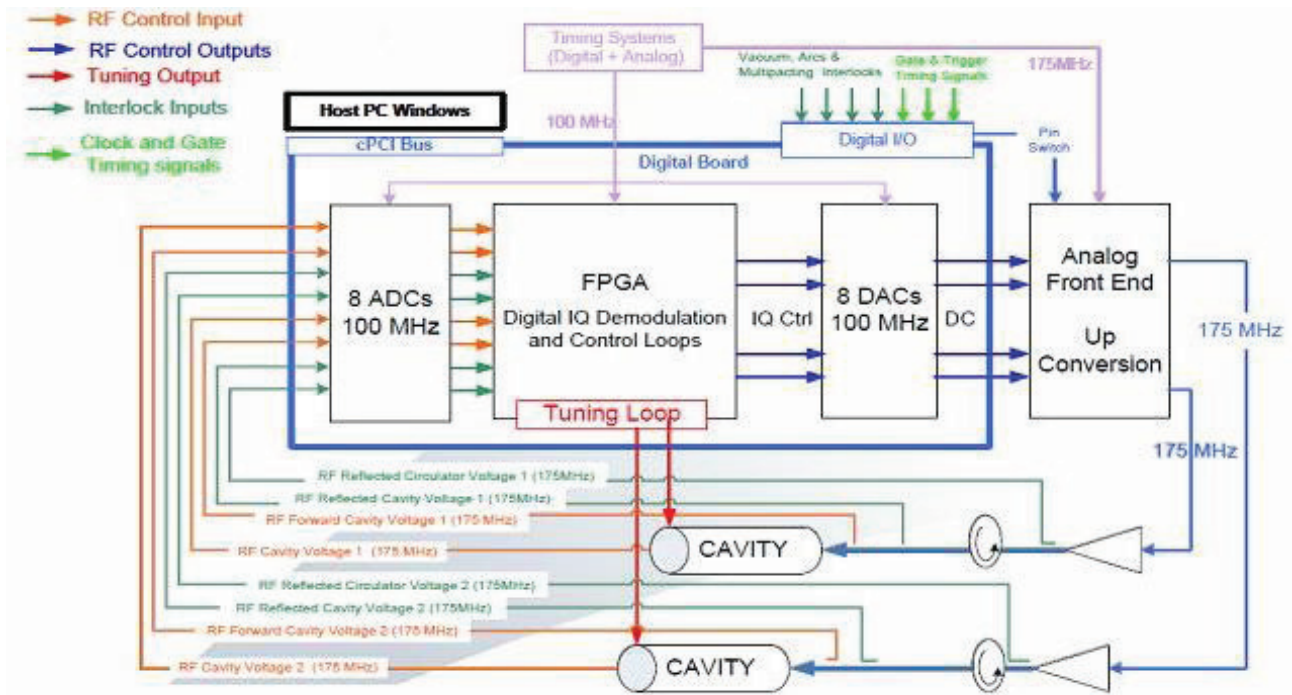 RF Control Input
RF Control Outputs
Tuning Output
Interlock Inputs
Clock and Gate
Timing signals
Timing Systems
(Digital + Analog)
Vacuum, Arcs &
Multipacting Interlocks
Gate & Trigger
Timing Signals
175MHz
Host PC Windows
100 MHz
cPCI Bus
Digital Board
Digital I/O
Pin
Switch
8 ADCs
100 MHz
FPGA
Digital IQ Demodulation
and Control Loops
IQ Ctrl
8 DACs
100 MHz
DC
Analog
Front End
Up
Conversion
175 MHz
Tuning Loop
175 MHz
RF Reflected Circulator Voltage 1 (175MHz)
RF Reflected Cavity Voltage 1 (175MHz)
RF Forward Cavity Voltage 1 (175 MHz)
RF Cavity Voltage 1 (175 MHz)
CAVITY
RF Reflected Circulator Voltage 2 (175MHz)
RF Reflected Cavity Voltage 2 (175MHz)
RF Forward Cavity Voltage 2 (175 MHz)
RF Cavity Voltage 2 (175 MHz)
CAVITY